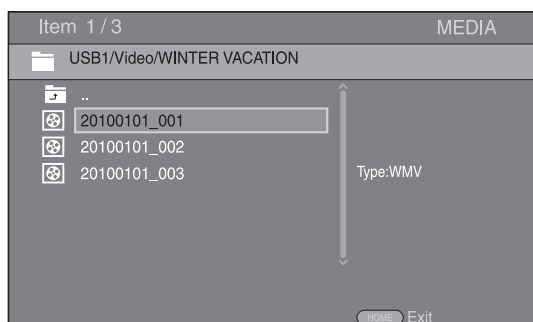 Item 1/3 MEDIA
USB1/Video/WINTER VACATION
..
20100101_001
20100101_002
20100101_003
Type:WMV
HOME Exit